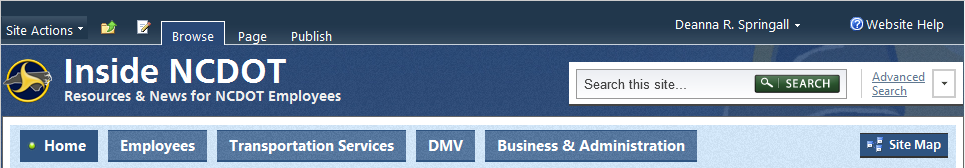 Site Actions Browse Page Publish Deanna R. Springall Website Help
Inside NCDOT
Resources & News for NCDOT Employees
Search this site... SEARCH Advanced Search
Home Employees Transportation Services DMV Business & Administration Site Map